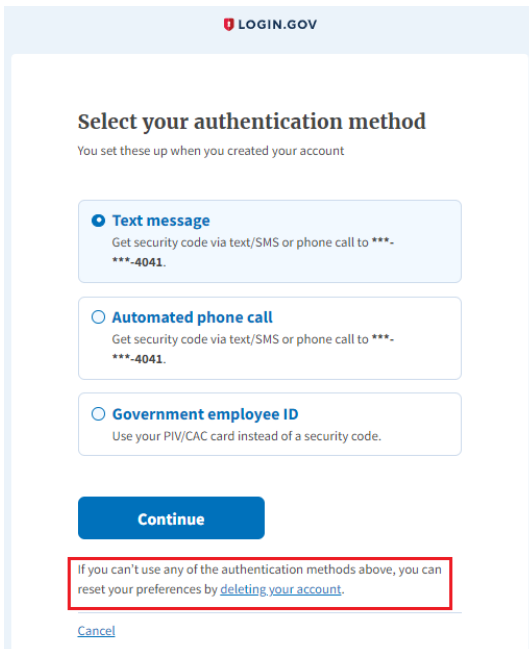 LOGIN.GOV
Select your authentication method
You set these up when you created your account
Text message
Get security code via text/SMS or phone call to ***-
***-4041.
Automated phone call
Get security code via text/SMS or phone call to ***-
***-4041.
Government employee ID
Use your PIV/CAC card instead of a security code.
Continue
If you can’t use any of the authentication methods above, you can
reset your preferences by deleting your account.
Cancel